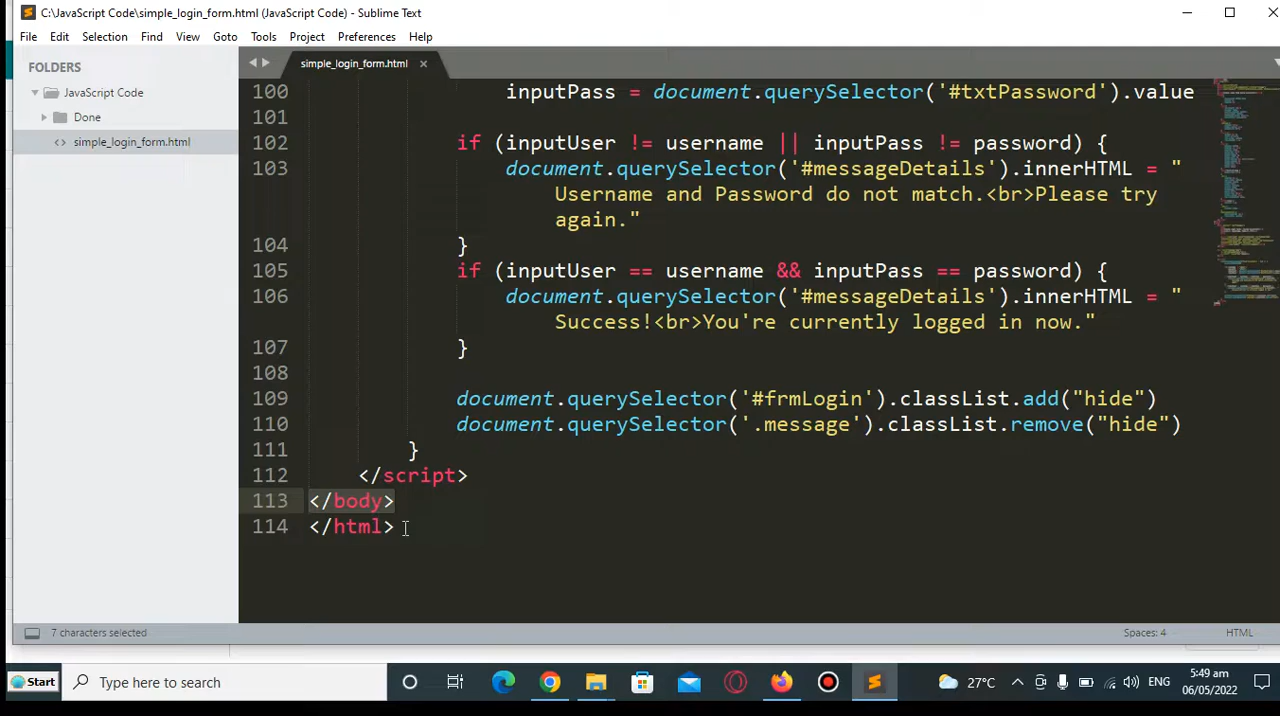 C:\JavaScript Code\simple_login_form.html (JavaScript Code) - Sublime Text
File Edit Selection Find View Goto Tools Project Preferences Help
FOLDERS
JavaScript Code
Done
simple_login_form.html
simple_login_form.html
100 inputPass = document.querySelector('#txtPassword').value
101
102 if (inputUser != username || inputPass != password) {
103 document.querySelector('#messageDetails').innerHTML = "
Username and Password do not match.<br>Please try
again."
104 }
105 if (inputUser == username && inputPass == password) {
106 document.querySelector('#messageDetails').innerHTML = "
Success!<br>You're currently logged in now."
107 }
108
109 document.querySelector('#frmLogin').classList.add("hide")
110 document.querySelector('.message').classList.remove("hide")
111 }
112 </script>
113 </body>
114 </html>
7 characters selected
Spaces: 4
HTML
Start
Type here to search
27°C
ENG
5:49 am
06/05/2022